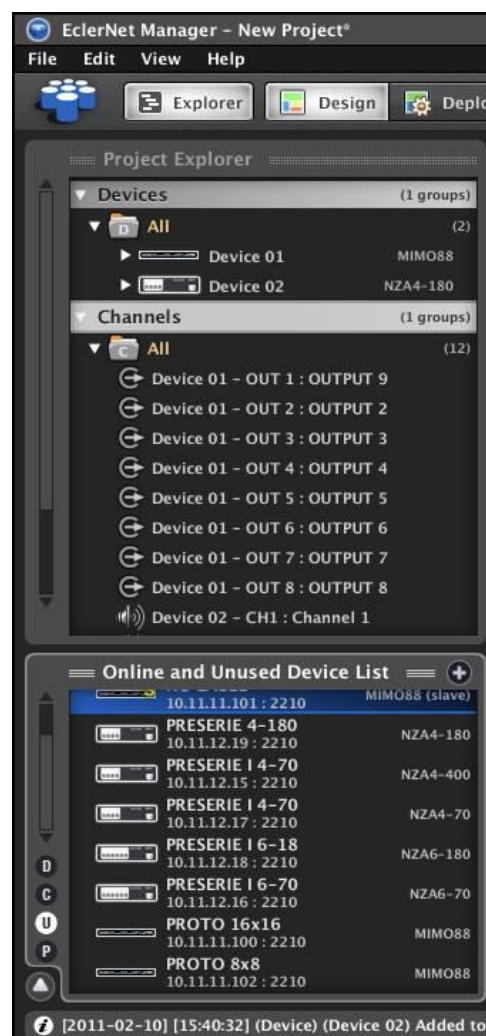 EclerNet Manager – New Project*
File Edit View Help
Explorer Design Deplo
Project Explorer
Devices (1 groups)
D All (2)
Device 01 MIMO88
Device 02 NZA4-180
Channels (1 groups)
C All (12)
Device 01 – OUT 1 : OUTPUT 9
Device 01 – OUT 2 : OUTPUT 2
Device 01 – OUT 3 : OUTPUT 3
Device 01 – OUT 4 : OUTPUT 4
Device 01 – OUT 5 : OUTPUT 5
Device 01 – OUT 6 : OUTPUT 6
Device 01 – OUT 7 : OUTPUT 7
Device 01 – OUT 8 : OUTPUT 8
Device 02 – CH1 : Channel 1
Online and Unused Device List
MIMO88 (slave)
10.11.11.101 : 2210
PRESERIE 4-180 NZA4-180
10.11.12.19 : 2210
PRESERIE I 4-70 NZA4-400
10.11.12.15 : 2210
PRESERIE I 4-70 NZA4-70
10.11.12.17 : 2210
D
PRESERIE I 6-18 NZA6-180
10.11.12.18 : 2210
C
PRESERIE I 6-70 NZA6-70
10.11.12.16 : 2210
U
PROTO 16x16 MIMO88
10.11.11.100 : 2210
P
PROTO 8x8 MIMO88
10.11.11.102 : 2210
[2011-02-10] [15:40:32] (Device) (Device 02) Added to